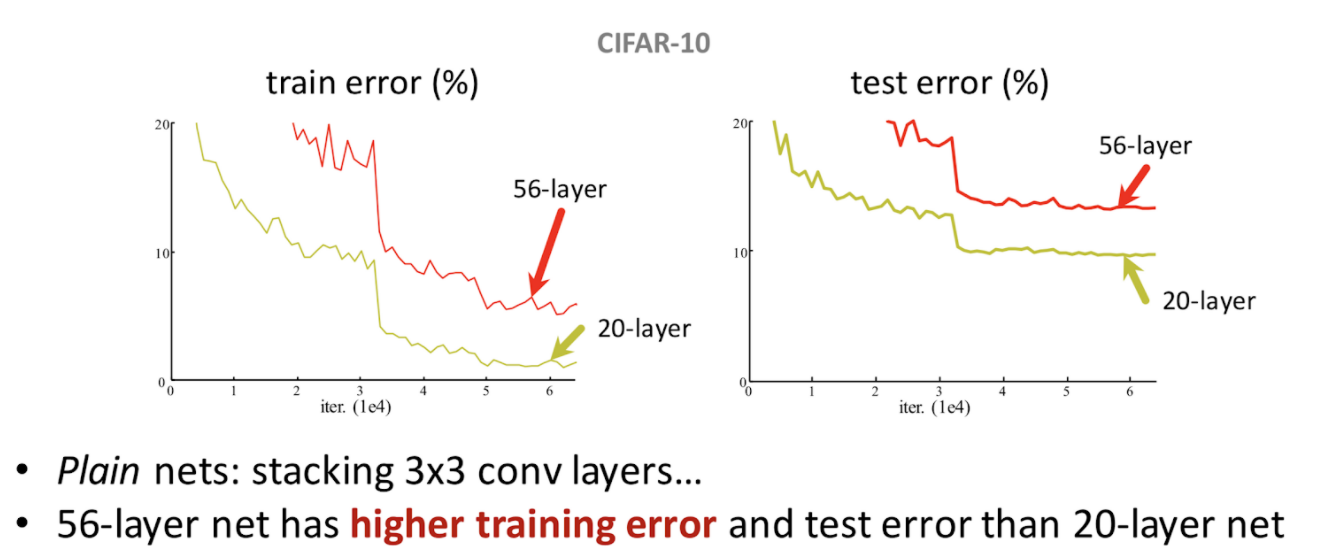 CIFAR-10
train error (%)
20
10
0
0 1 2 3 4 5 6
iter. (1e4)
56-layer
20-layer
test error (%)
20
10
0
0 1 2 3 4 5 6
iter. (1e4)
56-layer
20-layer
• Plain nets: stacking 3x3 conv layers...
• 56-layer net has higher training error and test error than 20-layer net